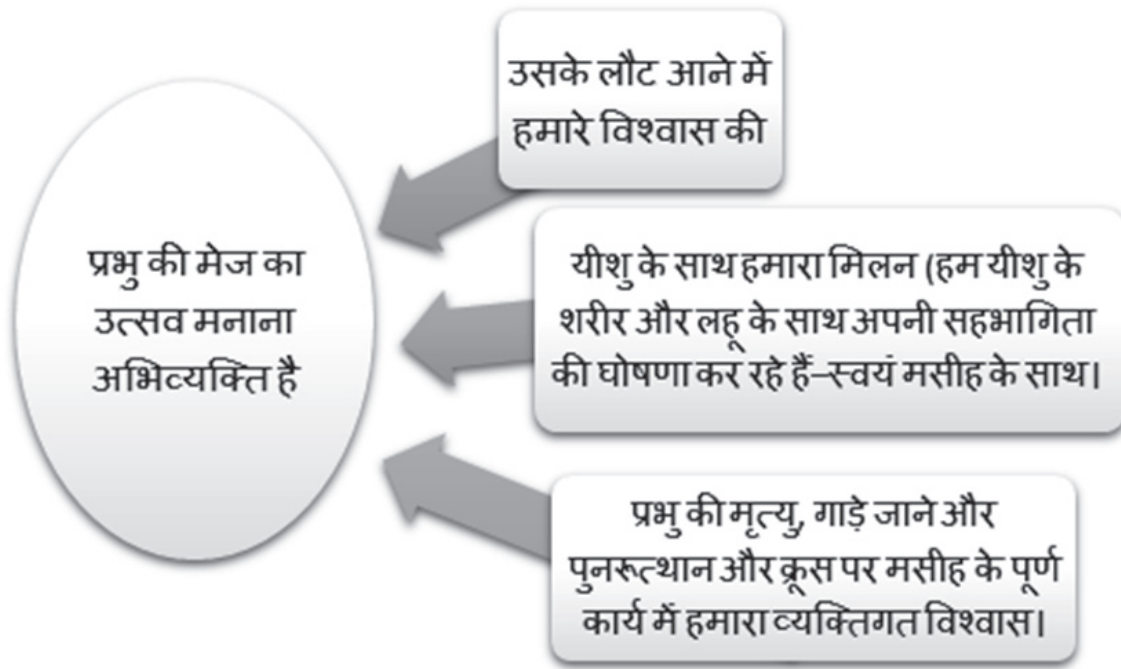 प्रभु की मेज का
उत्सव मनाना
अभिव्यक्ति है
उसके लौट आने में
हमारे विश्वास की
यीशु के साथ हमारा मिलन (हम यीशु के
शरीर और लहू के साथ अपनी सहभागिता
की घोषणा कर रहे हैं–स्वयं मसीह के साथ।
प्रभु की मृत्यु, गाड़े जाने और
पुनरूत्थान और क्रूस पर मसीह के पूर्ण
कार्य में हमारा व्यक्तिगत विश्वास।